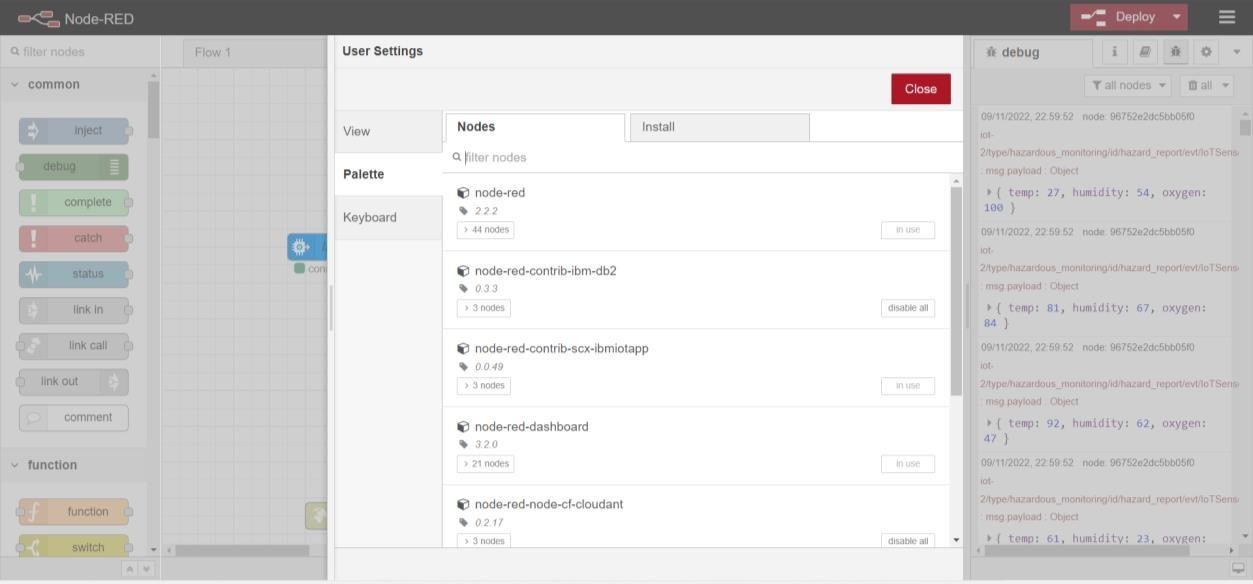 Node-RED
Deploy
filter nodes
Flow 1
common
inject
debug
complete
catch
status
link in
link call
link out
comment
function
function
switch
con
User Settings
Close
View
Palette
Keyboard
Nodes
Install
filter nodes
node-red
2.2.2
44 nodes
in use
node-red-contrib-ibm-db2
0.3.3
3 nodes
disable all
node-red-contrib-scx-ibmiotapp
0.0.49
3 nodes
in use
node-red-dashboard
3.2.0
21 nodes
in use
node-red-node-cf-cloudant
0.2.17
3 nodes
disable all
debug
i
all nodes
all
09/11/2022, 22:59:52 node: 96752e2dc5bb05f0
iot-
2/type/hazardous_monitoring/id/hazard_report/evt/IoTSens
: msg.payload : Object
{ temp: 27, humidity: 54, oxygen:
100 }
09/11/2022, 22:59:52 node: 96752e2dc5bb05f0
iot-
2/type/hazardous_monitoring/id/hazard_report/evt/IoTSens
: msg.payload : Object
{ temp: 81, humidity: 67, oxygen:
84 }
09/11/2022, 22:59:52 node: 96752e2dc5bb05f0
iot-
2/type/hazardous_monitoring/id/hazard_report/evt/IoTSens
: msg.payload : Object
{ temp: 92, humidity: 62, oxygen:
47 }
09/11/2022, 22:59:52 node: 96752e2dc5bb05f0
iot-
2/type/hazardous_monitoring/id/hazard_report/evt/IoTSens
: msg.payload : Object
{ temp: 61, humidity: 23, oxygen: